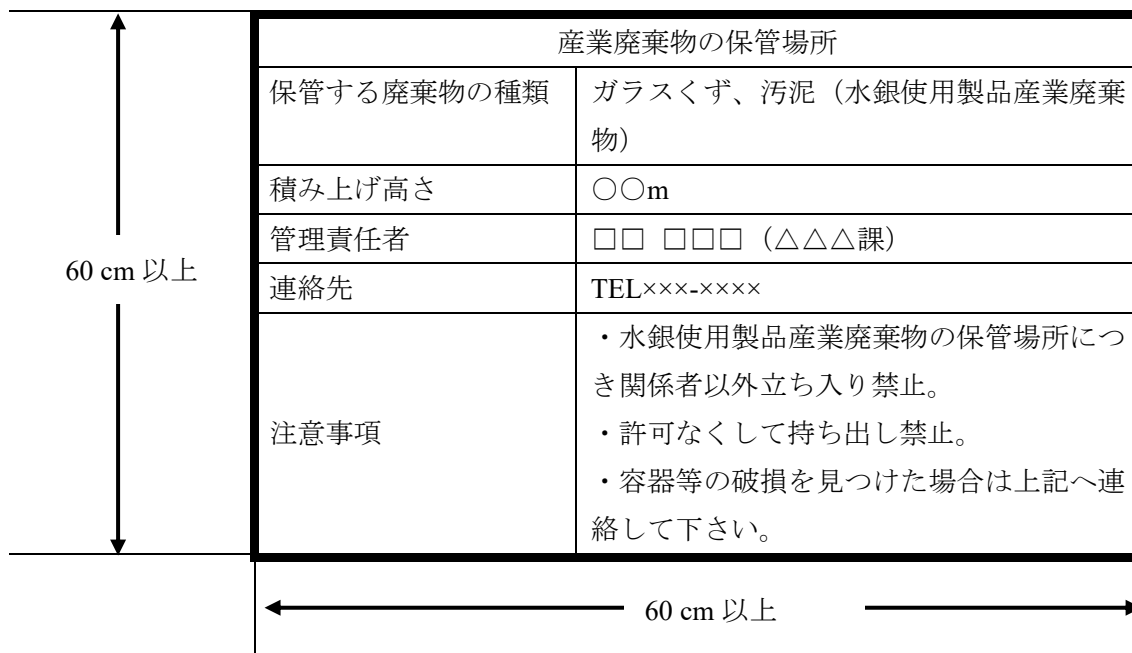 産業廃棄物の保管場所
保管する廃棄物の種類
ガラスくず、汚泥（水銀使用製品産業廃棄
物）
積み上げ高さ
○○m
管理責任者
□□ □□□（△△△課）
60 cm 以上
連絡先
TEL×××-××××
注意事項
・水銀使用製品産業廃棄物の保管場所につ
き関係者以外立ち入り禁止。
・許可なくして持ち出し禁止。
・容器等の破損を見つけた場合は上記へ連
絡して下さい。
60 cm 以上